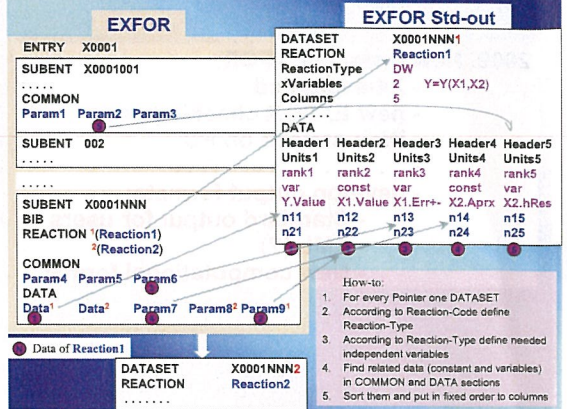 EXFOR
ENTRY X0001
SUBENT X0001001
.....
COMMON
Param1 Param2 Param3
SUBENT 002
.....
.....
SUBENT X0001NNN
BIB
REACTION ¹(Reaction1)
²(Reaction2)
COMMON
Param4 Param5 Param6
DATA
Data¹ Data² Param7 Param8² Param9¹
Data of Reaction1
EXFOR Std-out
DATASET X0001NNN1
REACTION Reaction1
ReactionType DW
xVariables 2 Y=Y(X1,X2)
Columns 5
.......
DATA
Header1 Header2 Header3 Header4 Header5
Units1 Units2 Units3 Units4 Units5
rank1 rank2 rank3 rank4 rank5
var const var const var
Y.Value X1.Value X1.Err+- X2.Aprx X2.hRes
n11 n12 n13 n14 n15
n21 n22 n23 n24 n25
How-to:
1. For every Pointer one DATASET
2. According to Reaction-Code define
Reaction-Type
3. According to Reaction-Type define needed
independent variables
4. Find related data (constant and variables)
in COMMON and DATA sections
5. Sort them and put in fixed order to columns
DATASET X0001NNN2
REACTION Reaction2
.......